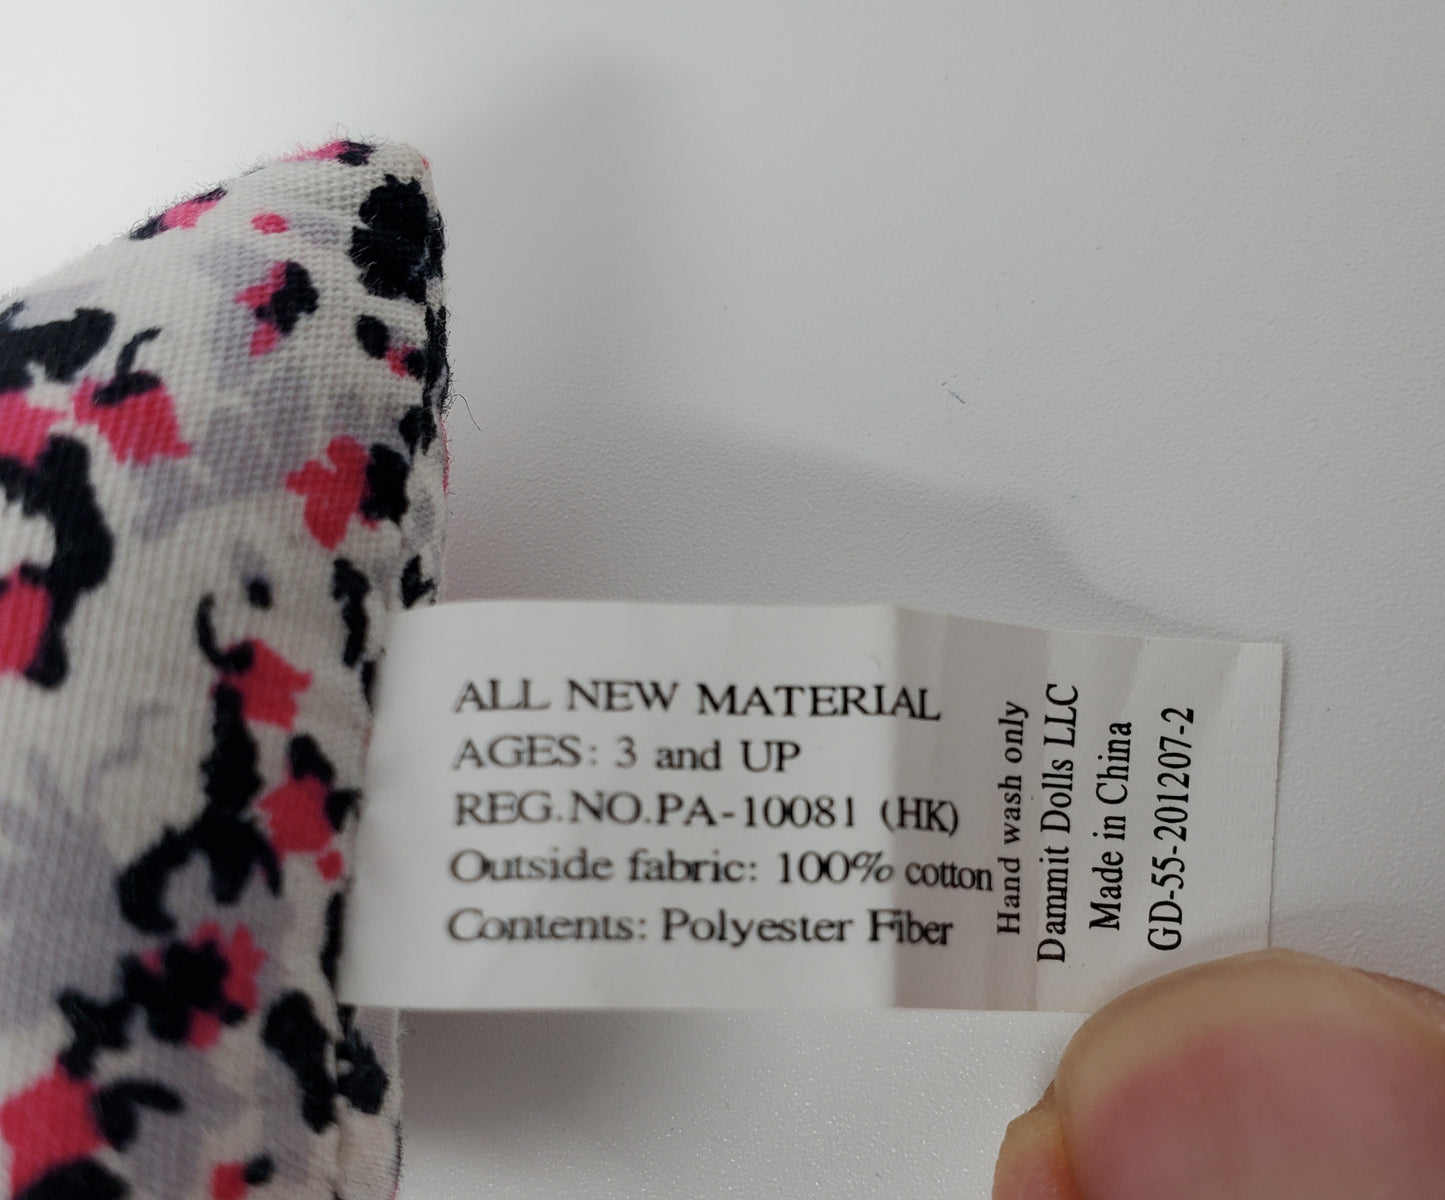 ALL NEW MATERIAL
AGES: 3 and UP
REG.NO.PA-10081 (HK)
Outside fabric: 100% cotton
Contents: Polyester Fiber
Hand wash only
Dammit Dolls LLC
Made in China
GD-55-201207-2